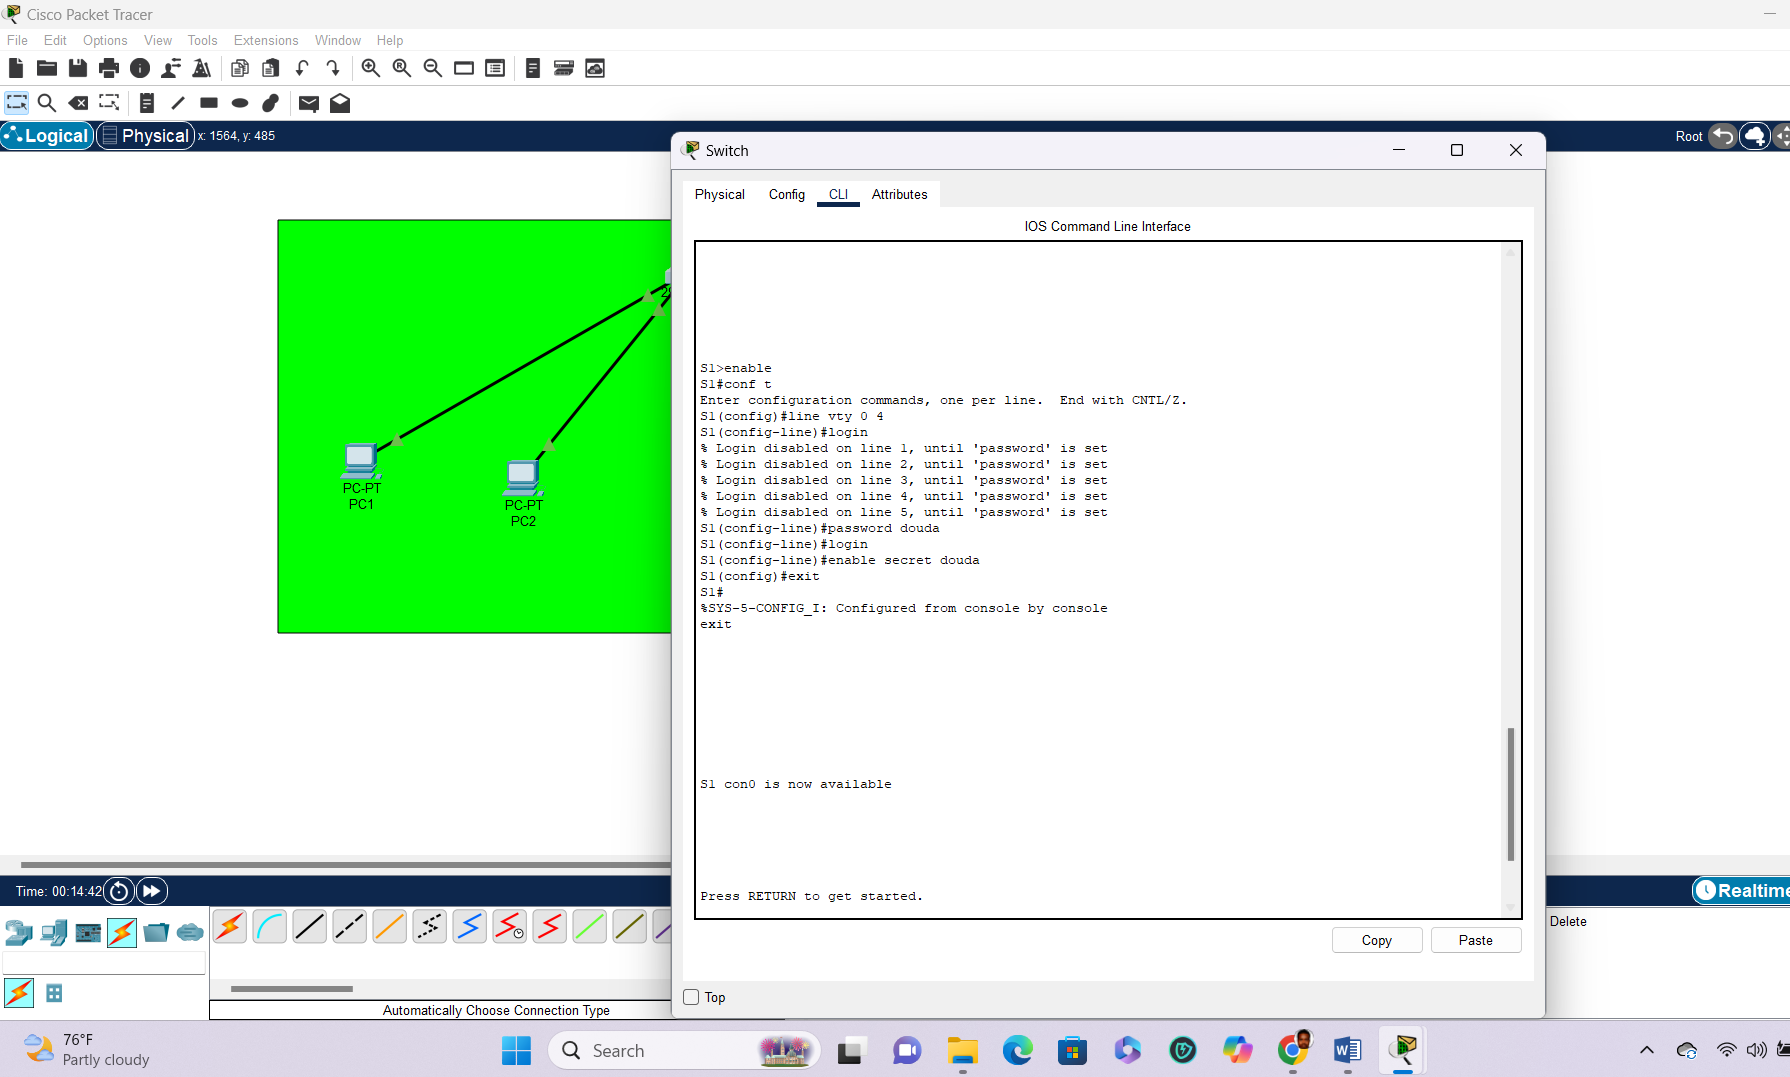 Cisco Packet Tracer
File Edit Options View Tools Extensions Window Help
Logical Physical x: 1564, y: 485
Root
Switch
Physical Config CLI Attributes
IOS Command Line Interface
S1>enable
S1#conf t
Enter configuration commands, one per line.  End with CNTL/Z.
S1(config)#line vty 0 4
S1(config-line)#login
% Login disabled on line 1, until 'password' is set
% Login disabled on line 2, until 'password' is set
% Login disabled on line 3, until 'password' is set
% Login disabled on line 4, until 'password' is set
% Login disabled on line 5, until 'password' is set
S1(config-line)#password douda
S1(config-line)#login
S1(config-line)#enable secret douda
S1(config)#exit
S1#
%SYS-5-CONFIG_I: Configured from console by console
exit
S1 con0 is now available
Press RETURN to get started.
Copy Paste
Top
PC-PT
PC1
PC-PT
PC2
Time: 00:14:42
Realtime
Delete
Automatically Choose Connection Type
76°F
Partly cloudy
Search